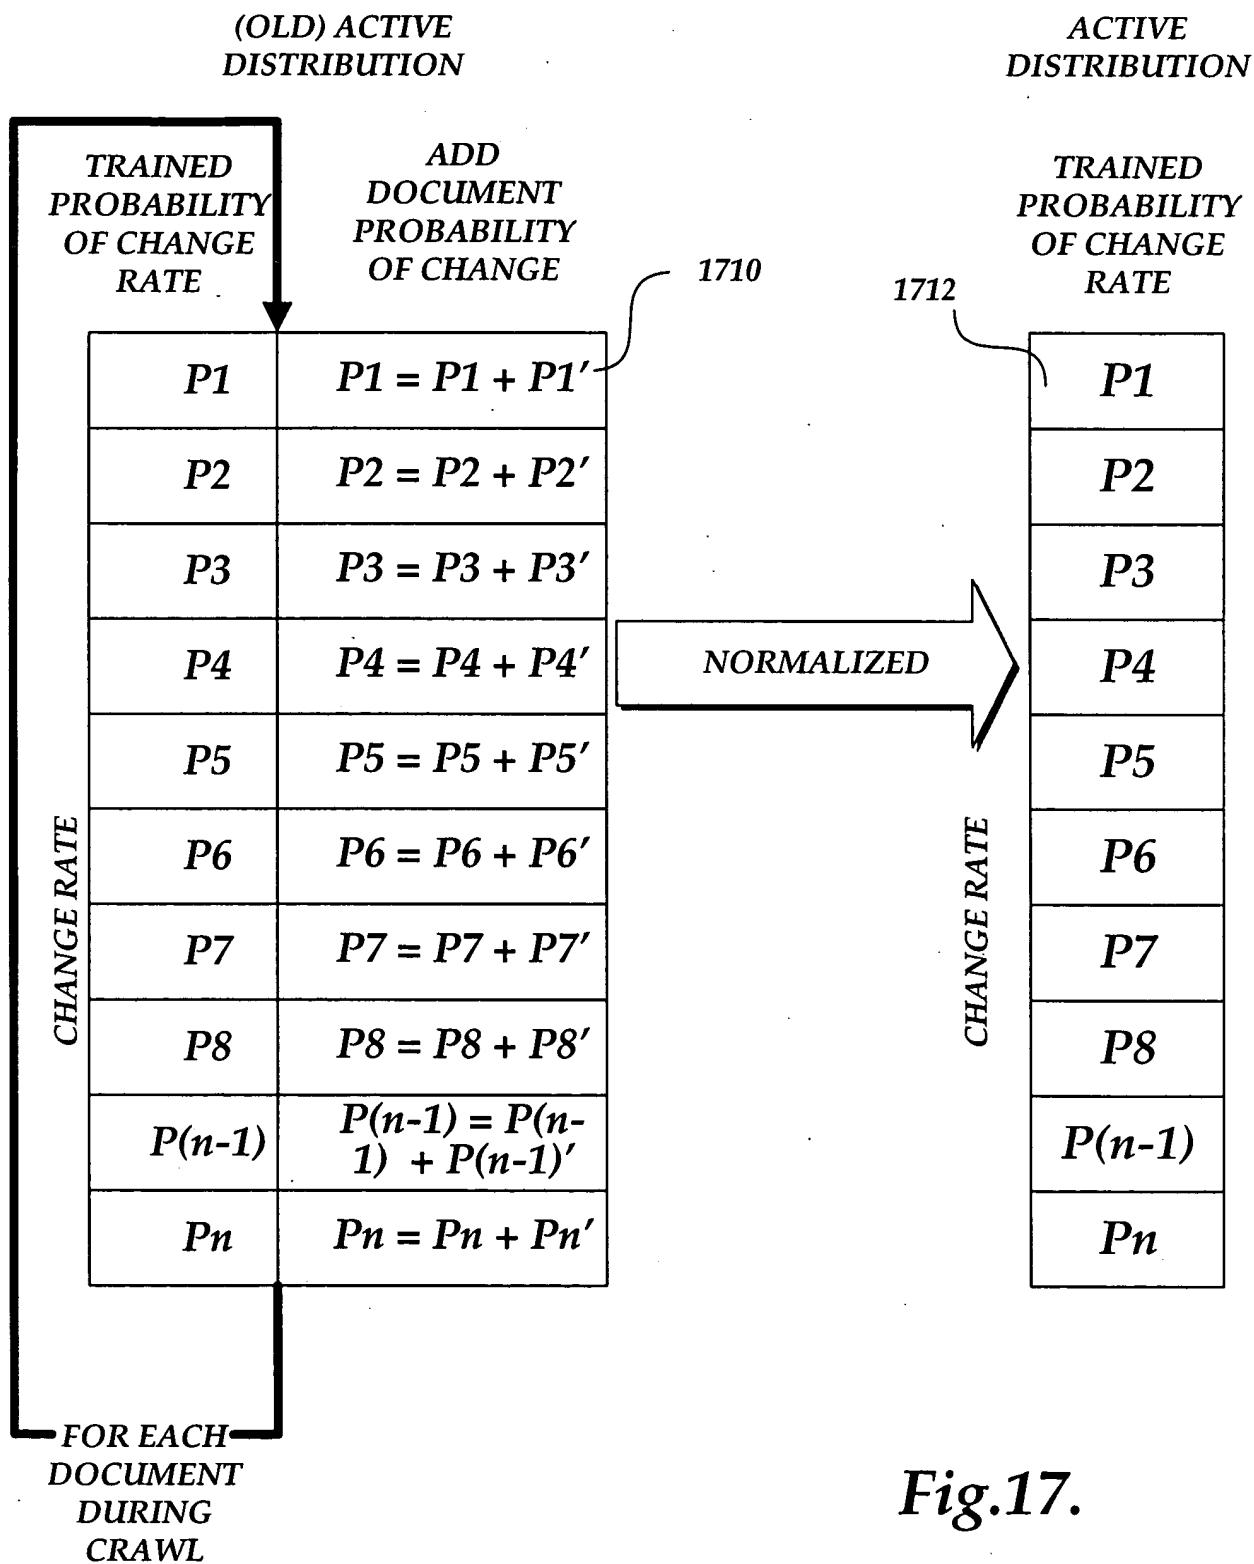 (OLD) ACTIVE
DISTRIBUTION
ACTIVE
DISTRIBUTION
TRAINED
PROBABILITY
OF CHANGE
RATE
ADD
DOCUMENT
PROBABILITY
OF CHANGE
1710
1712
TRAINED
PROBABILITY
OF CHANGE
RATE
P1
P1 = P1 + P1'
P1
P2
P2 = P2 + P2'
P2
P3
P3 = P3 + P3'
P3
P4
P4 = P4 + P4'
NORMALIZED
P4
P5
P5 = P5 + P5'
P5
CHANGE RATE
P6
P6 = P6 + P6'
CHANGE RATE
P6
P7
P7 = P7 + P7'
P7
P8
P8 = P8 + P8'
P8
P(n-1)
P(n-1) = P(n-
1) + P(n-1)'
P(n-1)
Pn
Pn = Pn + Pn'
Pn
FOR EACH
DOCUMENT
DURING
CRAWL
Fig.17.